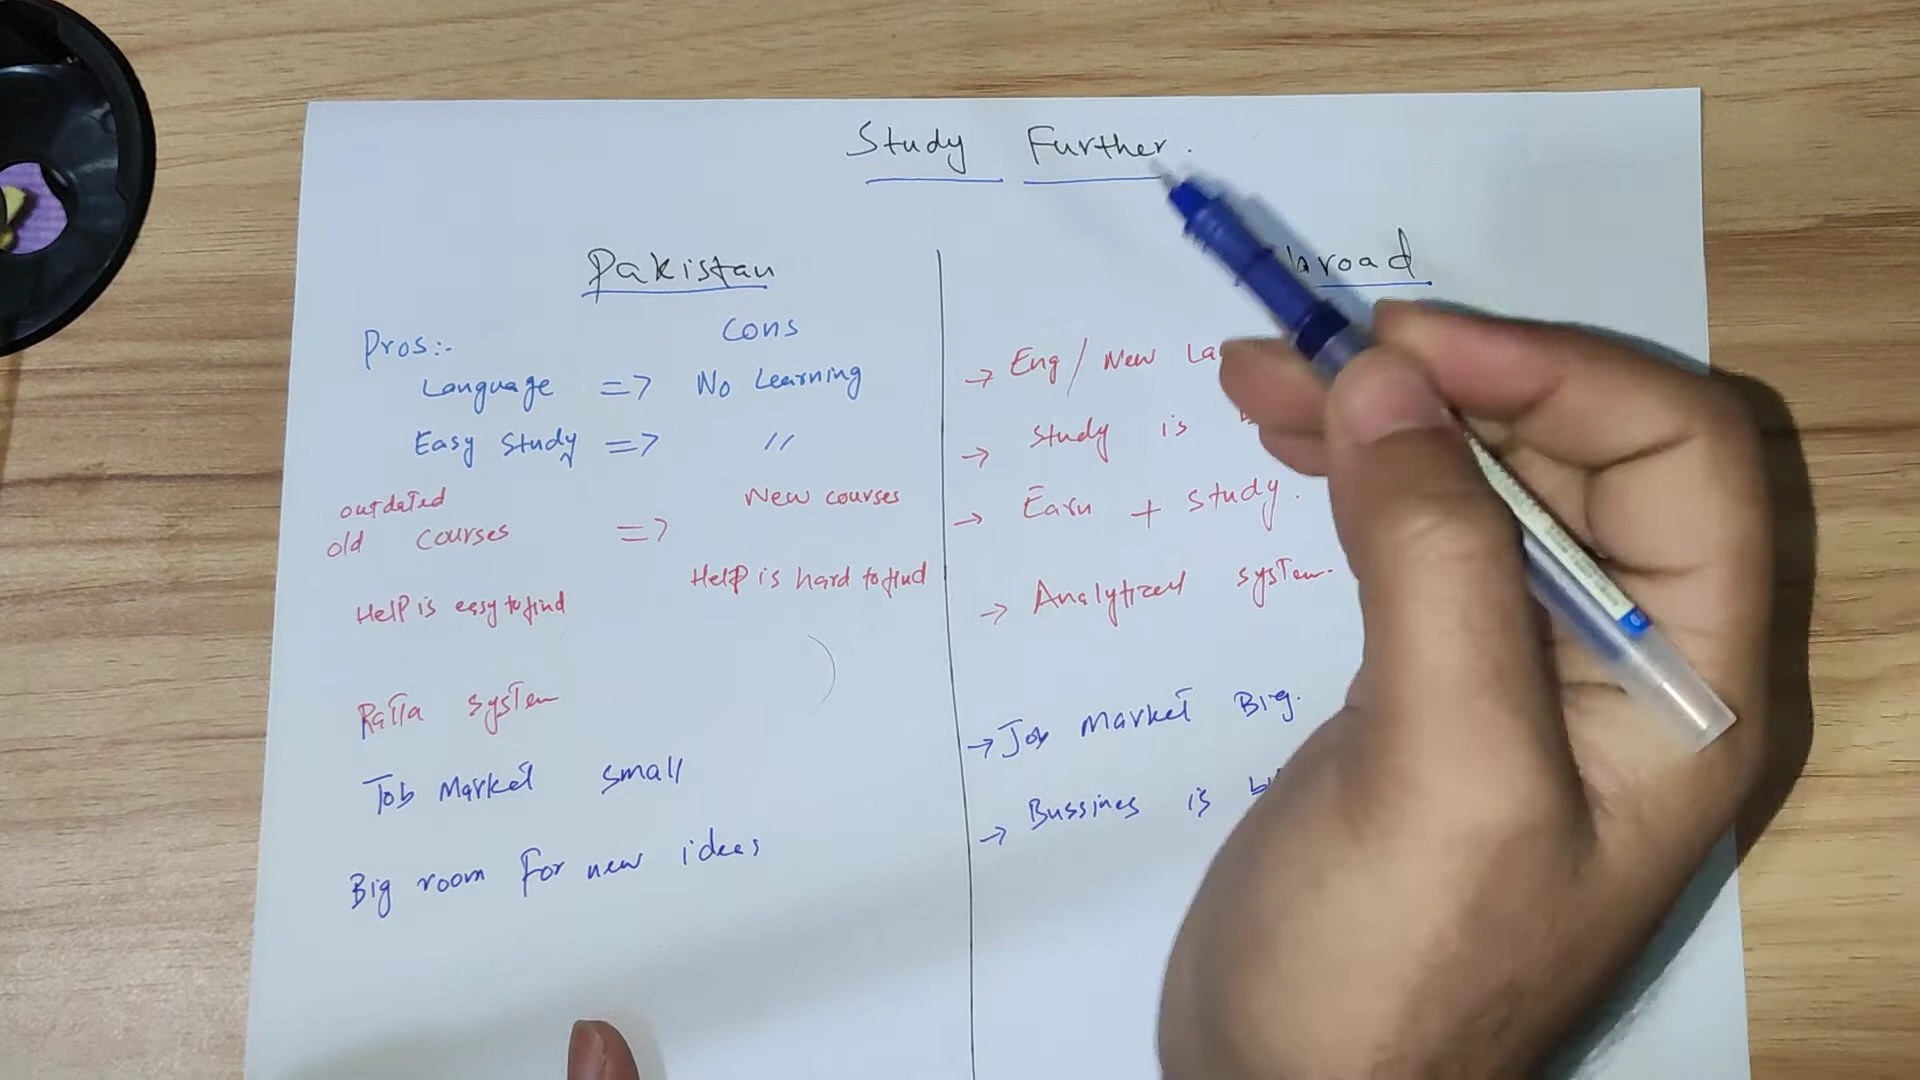 Study Further.
Pakistan
Pros:-
Cons
Language => No Learning
Easy Study => //
outdated
old courses => New courses
Help is easy to find
Help is hard to find
Ratta system
Job Market small
Big room for new ideas
broad
→ Eng / New La
→ Study is
→ Earn + study.
→ system.
→ Job Market Big.
→ Bussines is